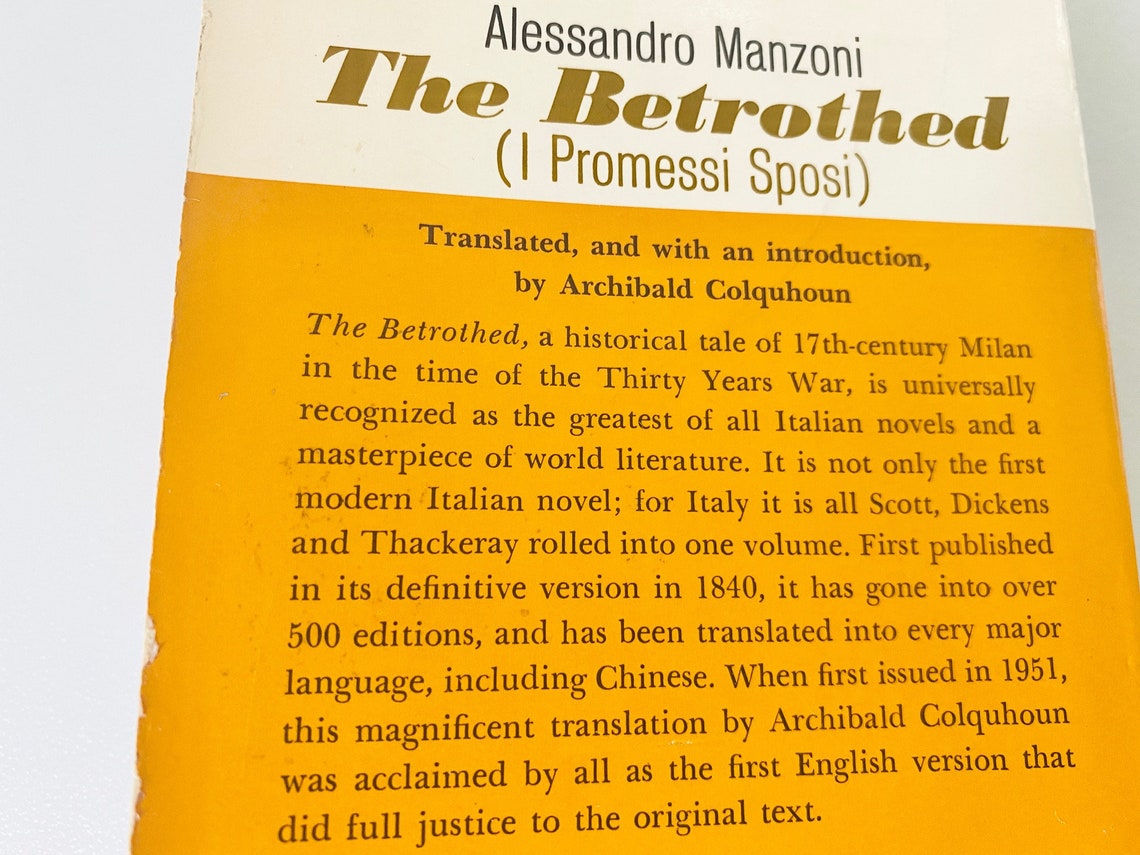 Alessandro Manzoni
The Betrothed
(I Promessi Sposi)
Translated, and with an introduction,
by Archibald Colquhoun
The Betrothed, a historical tale of 17th-century Milan
in the time of the Thirty Years War, is universally
recognized as the greatest of all Italian novels and a
masterpiece of world literature. It is not only the first
modern Italian novel; for Italy it is all Scott, Dickens
and Thackeray rolled into one volume. First published
in its definitive version in 1840, it has gone into over
500 editions, and has been translated into every major
language, including Chinese. When first issued in 1951,
this magnificent translation by Archibald Colquhoun
was acclaimed by all as the first English version that
did full justice to the original text.